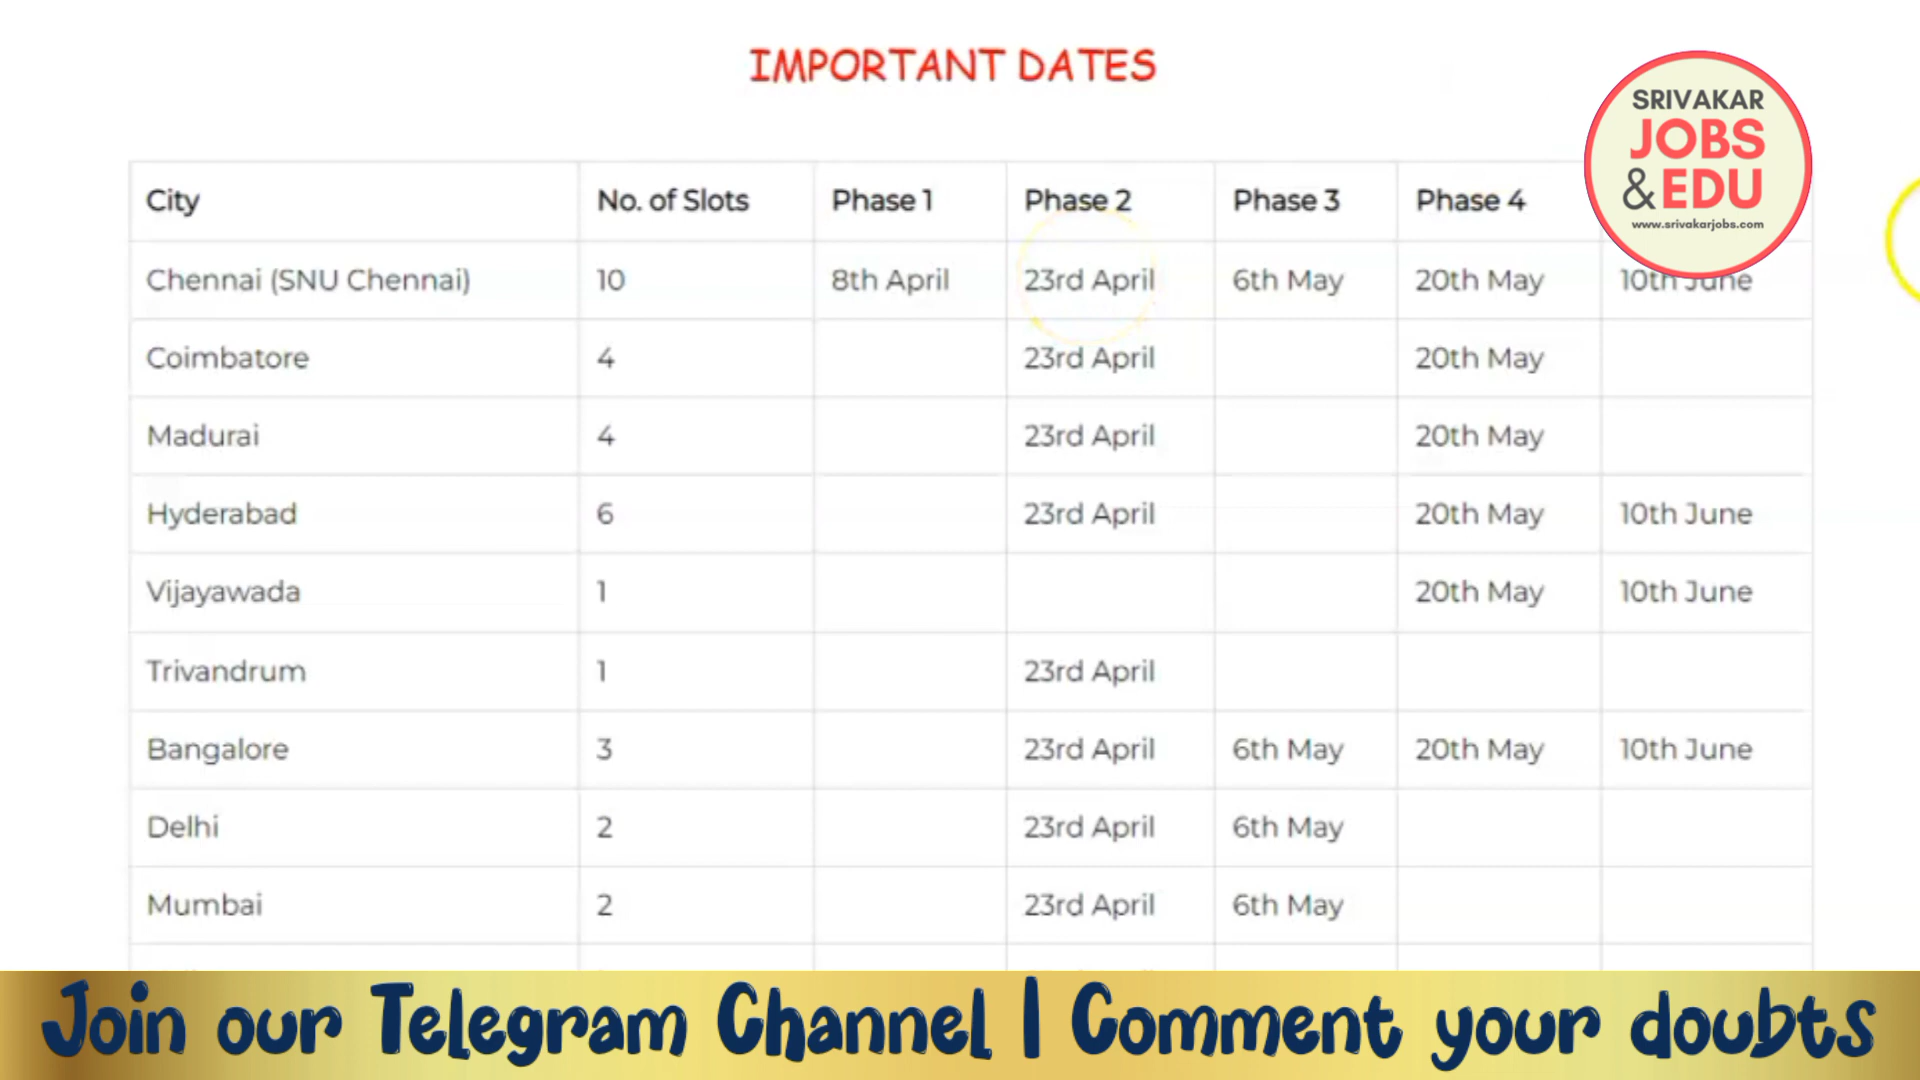 IMPORTANT DATES
SRIVAKAR
JOBS
&EDU
www.srivakarjobs.com
City No. of Slots Phase 1 Phase 2 Phase 3 Phase 4
Chennai (SNU Chennai) 10 8th April 23rd April 6th May 20th May 10th June
Coimbatore 4 23rd April 20th May
Madurai 4 23rd April 20th May
Hyderabad 6 23rd April 20th May 10th June
Vijayawada 1 20th May 10th June
Trivandrum 1 23rd April
Bangalore 3 23rd April 6th May 20th May 10th June
Delhi 2 23rd April 6th May
Mumbai 2 23rd April 6th May
Join our Telegram Channel | Comment your doubts